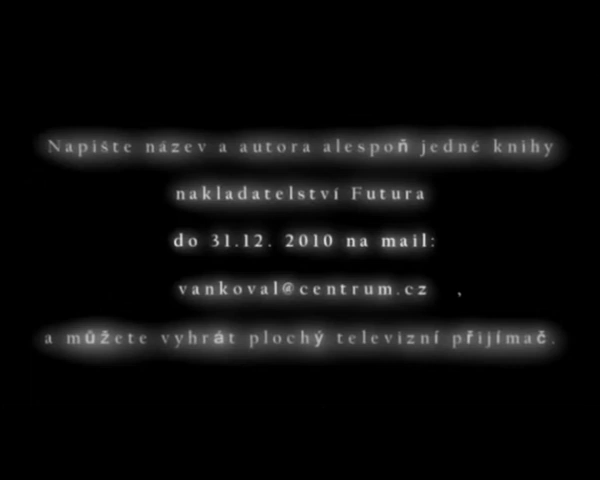 Napište název a autora alespoň jedné knihy
nakladatelství Futura
do 31.12. 2010 na mail:
vankoval@centrum.cz ,
a můžete vyhrát plochý televizní přijímač.